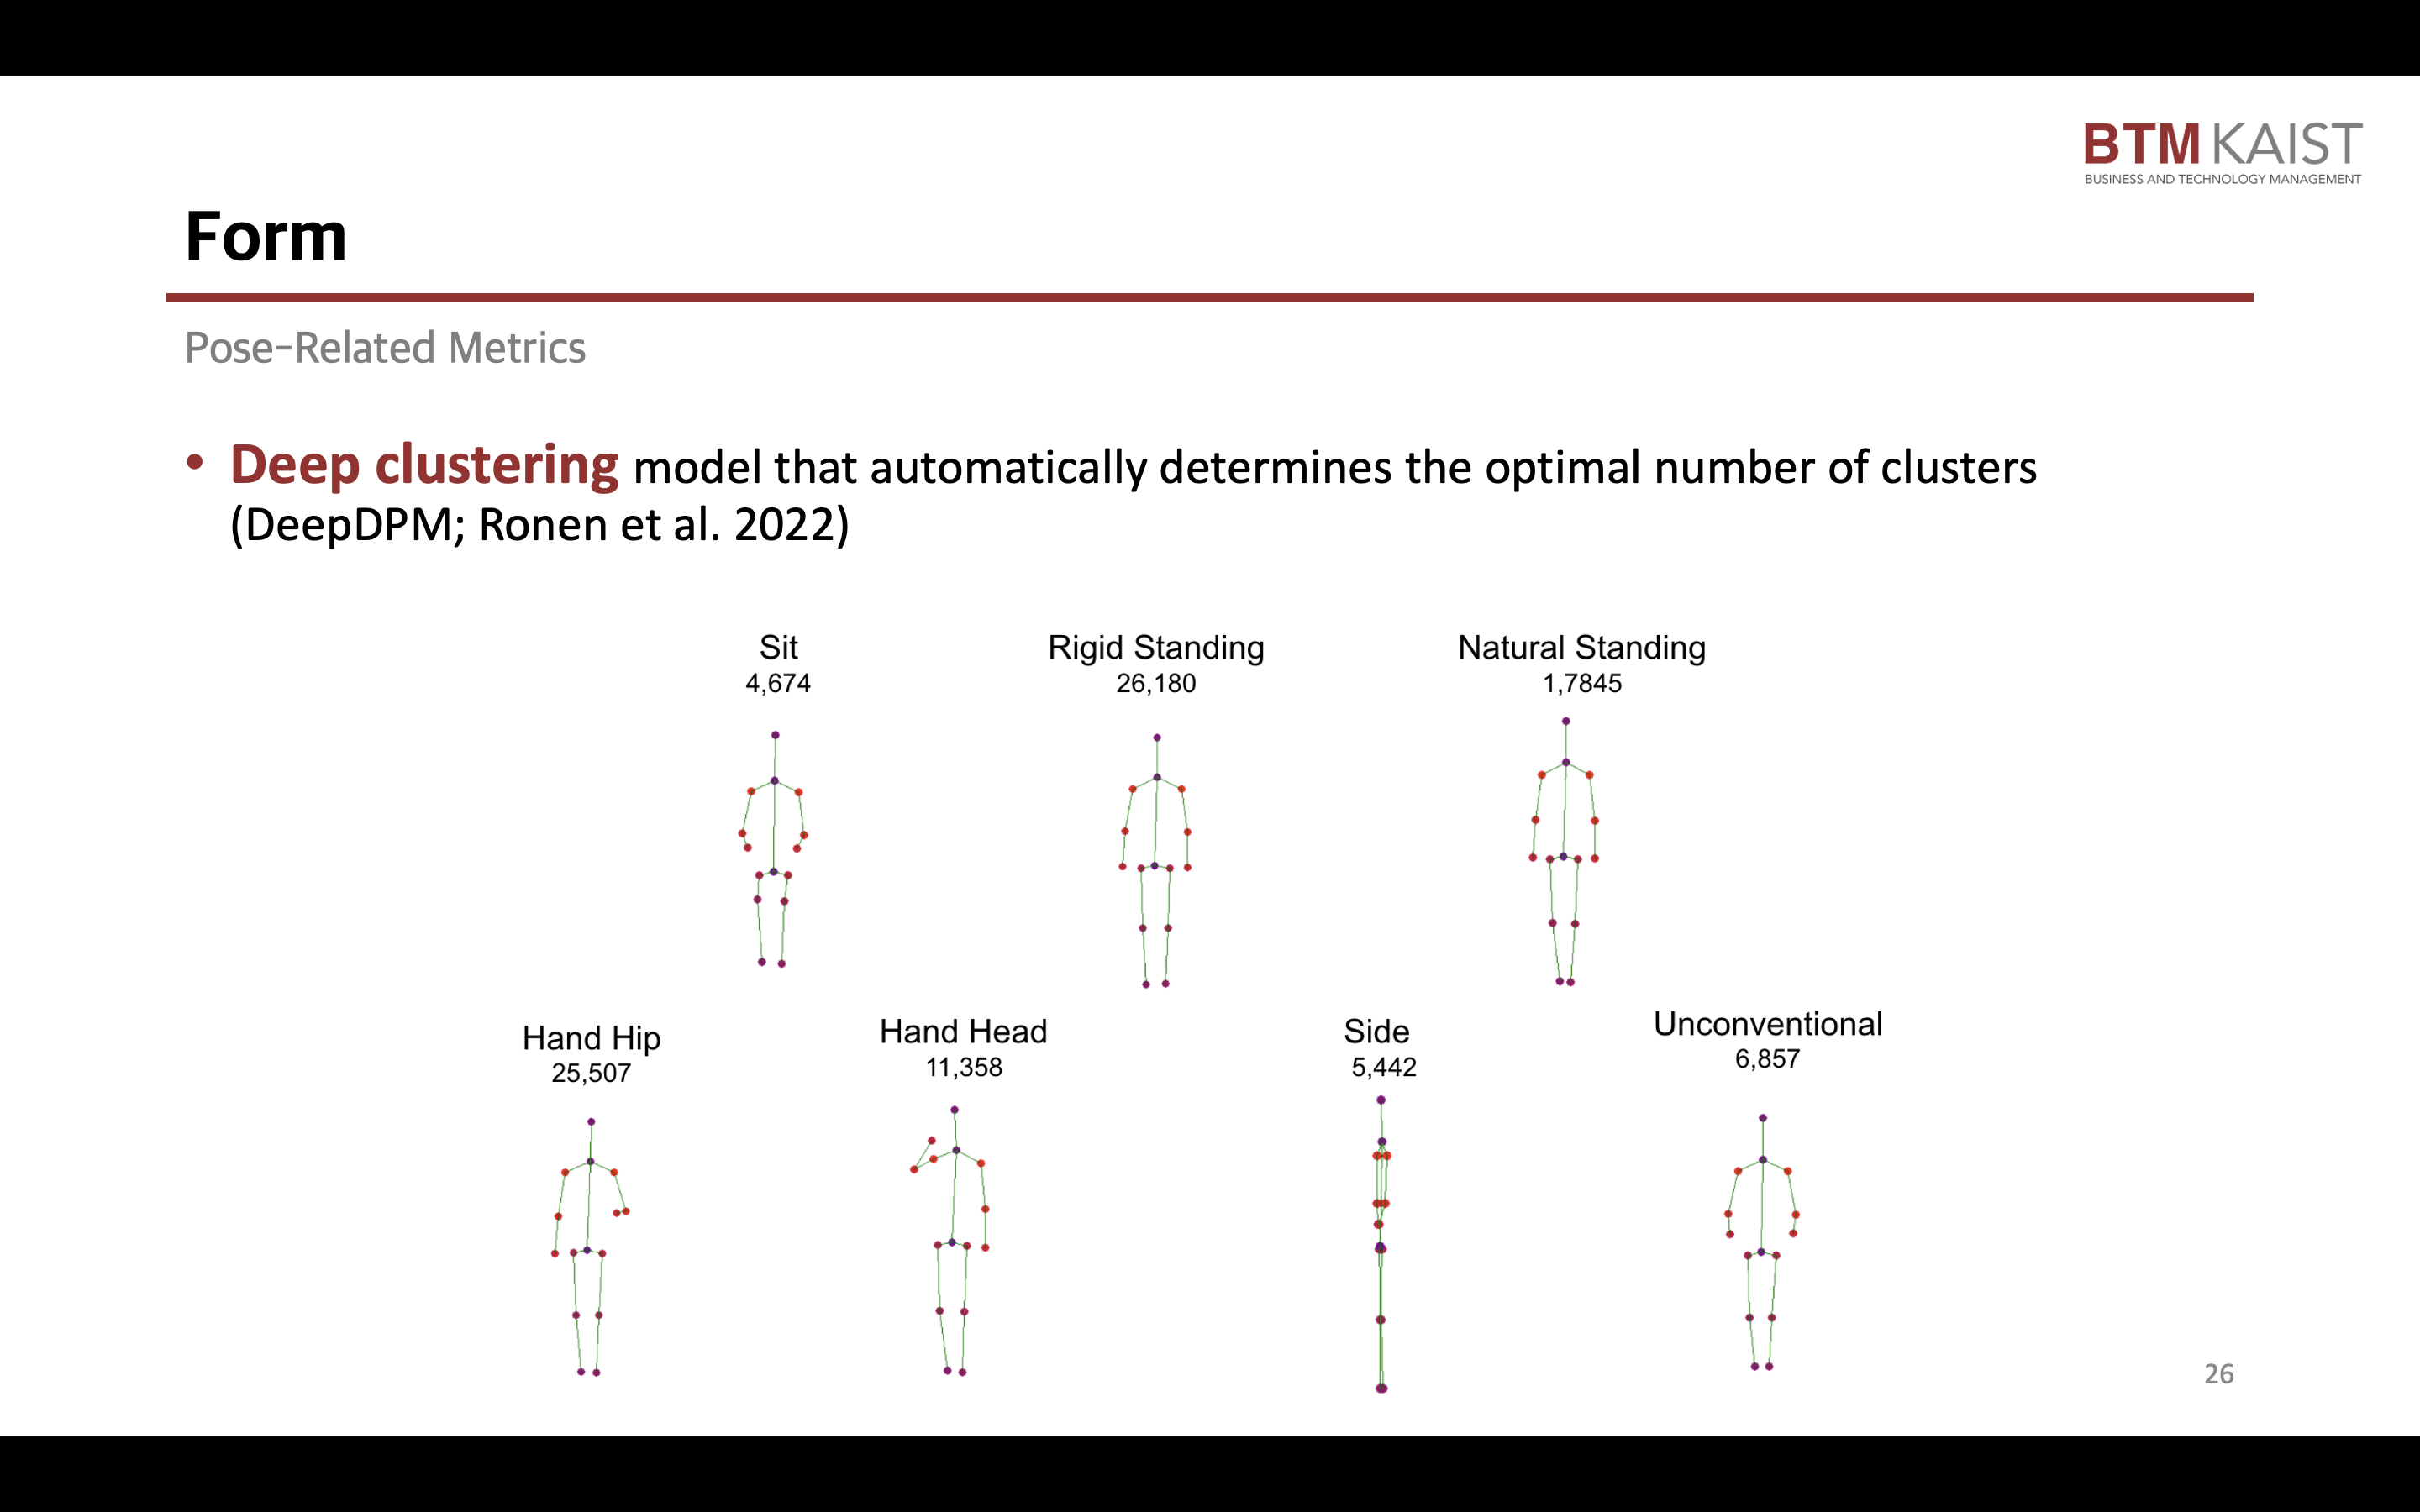 BTM KAIST
BUSINESS AND TECHNOLOGY MANAGEMENT
Form
Pose-Related Metrics
• Deep clustering model that automatically determines the optimal number of clusters
(DeepDPM; Ronen et al. 2022)
Sit
4,674
Rigid Standing
26,180
Natural Standing
1,7845
Hand Hip
25,507
Hand Head
11,358
Side
5,442
Unconventional
6,857
26